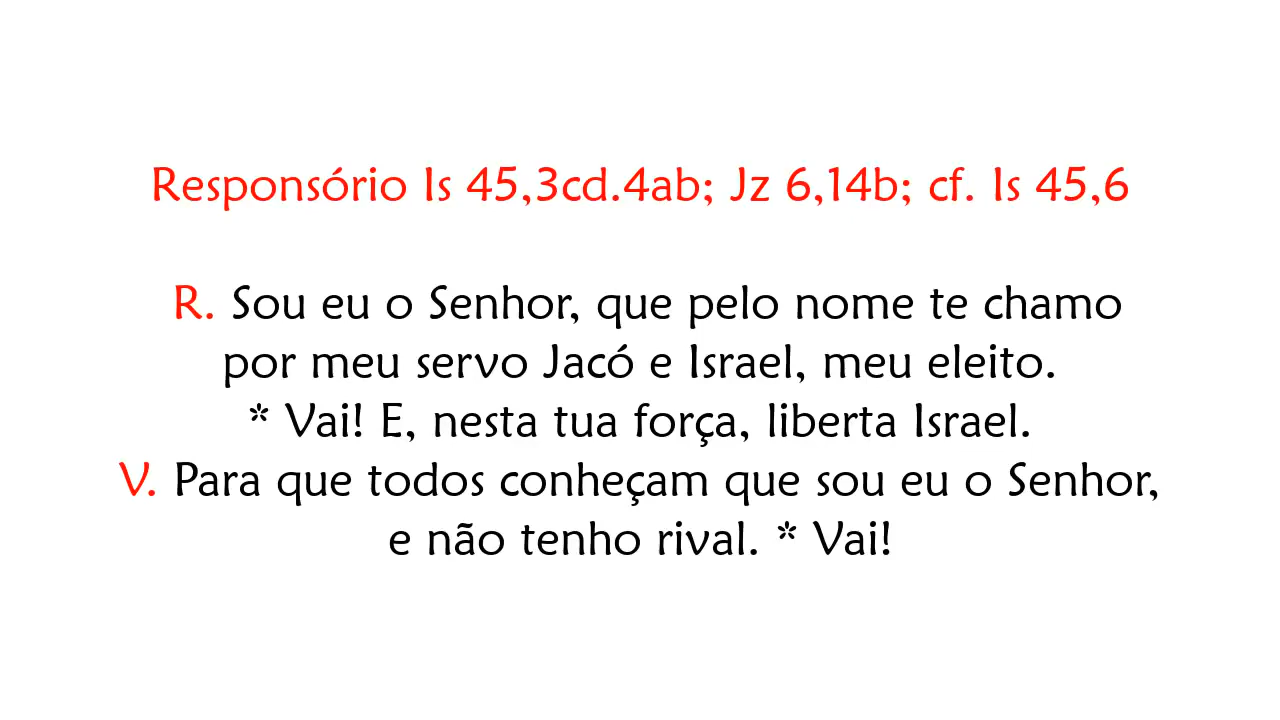 Responsório Is 45,3cd.4ab; Jz 6,14b; cf. Is 45,6
R. Sou eu o Senhor, que pelo nome te chamo
por meu servo Jacó e Israel, meu eleito.
* Vai! E, nesta tua força, liberta Israel.
V. Para que todos conheçam que sou eu o Senhor,
e não tenho rival. * Vai!